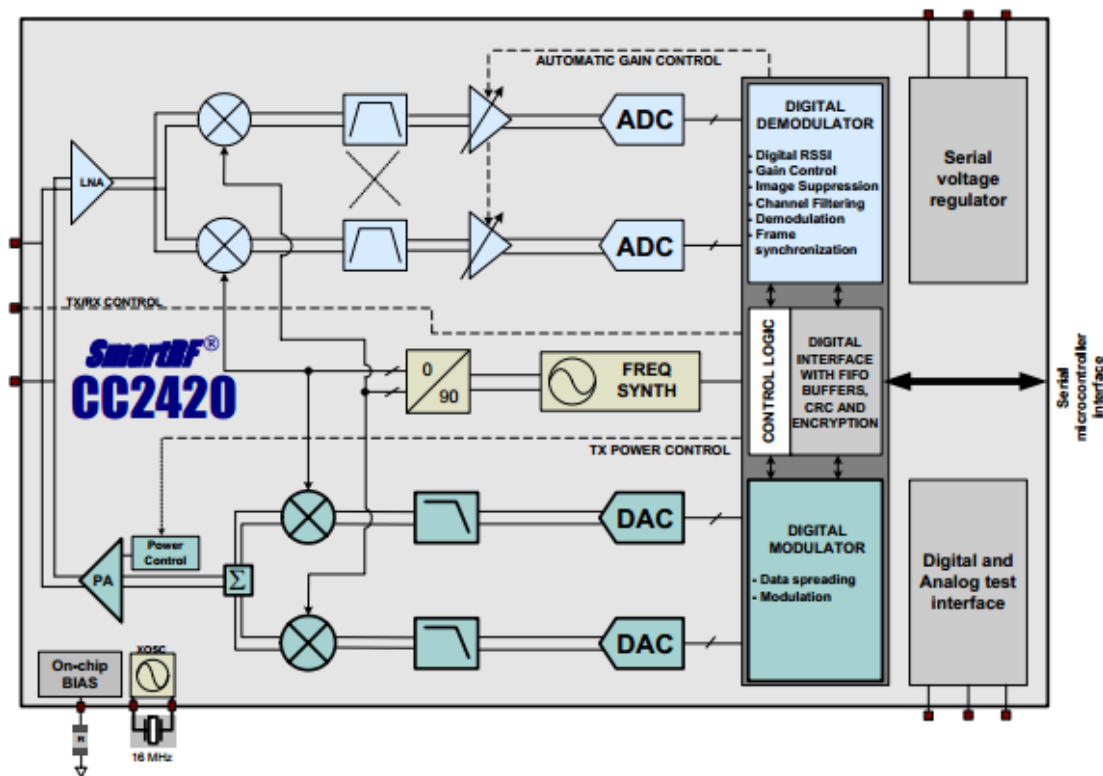 AUTOMATIC GAIN CONTROL
LNA
ADC
ADC
DIGITAL
DEMODULATOR
- Digital RSSI
- Gain Control
- Image Suppression
- Channel Filtering
- Demodulation
- Frame
synchronization
Serial
voltage
regulator
TX/RX CONTROL
SmartRF®
CC2420
0
90
FREQ
SYNTH
CONTROL LOGIC
DIGITAL
INTERFACE
WITH FIFO
BUFFERS,
CRC AND
ENCRYPTION
Serial
microcontroller
interface
TX POWER CONTROL
Power
Control
PA
Σ
DAC
DAC
DIGITAL
MODULATOR
- Data spreading
- Modulation
Digital and
Analog test
interface
On-chip
BIAS
XOSC
R
16 MHz